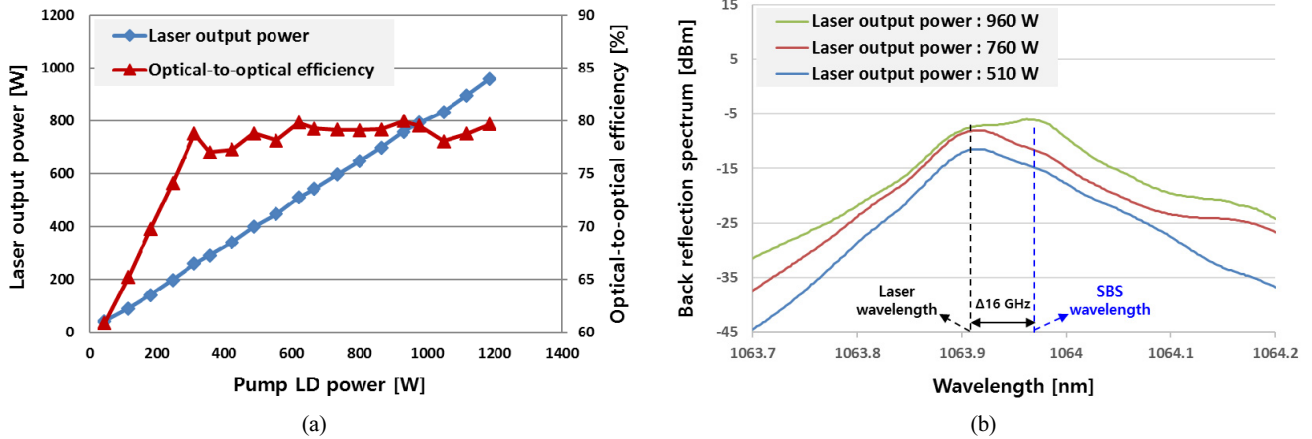 1200
1000
800
600
400
200
0
0
200
400
600
800
1000
1200
1400
90
85
80
75
70
65
60
Laser output power [W]
Optical-to-optical efficiency [%]
Pump LD power [W]
Laser output power
Optical-to-optical efficiency
(a)
15
5
-5
-15
-25
-35
-45
1063.7
1063.8
1063.9
1064
1064.1
1064.2
Back reflection spectrum [dBm]
Wavelength [nm]
Laser output power : 960 W
Laser output power : 760 W
Laser output power : 510 W
Laser
wavelength
Δ16 GHz
SBS
wavelength
(b)